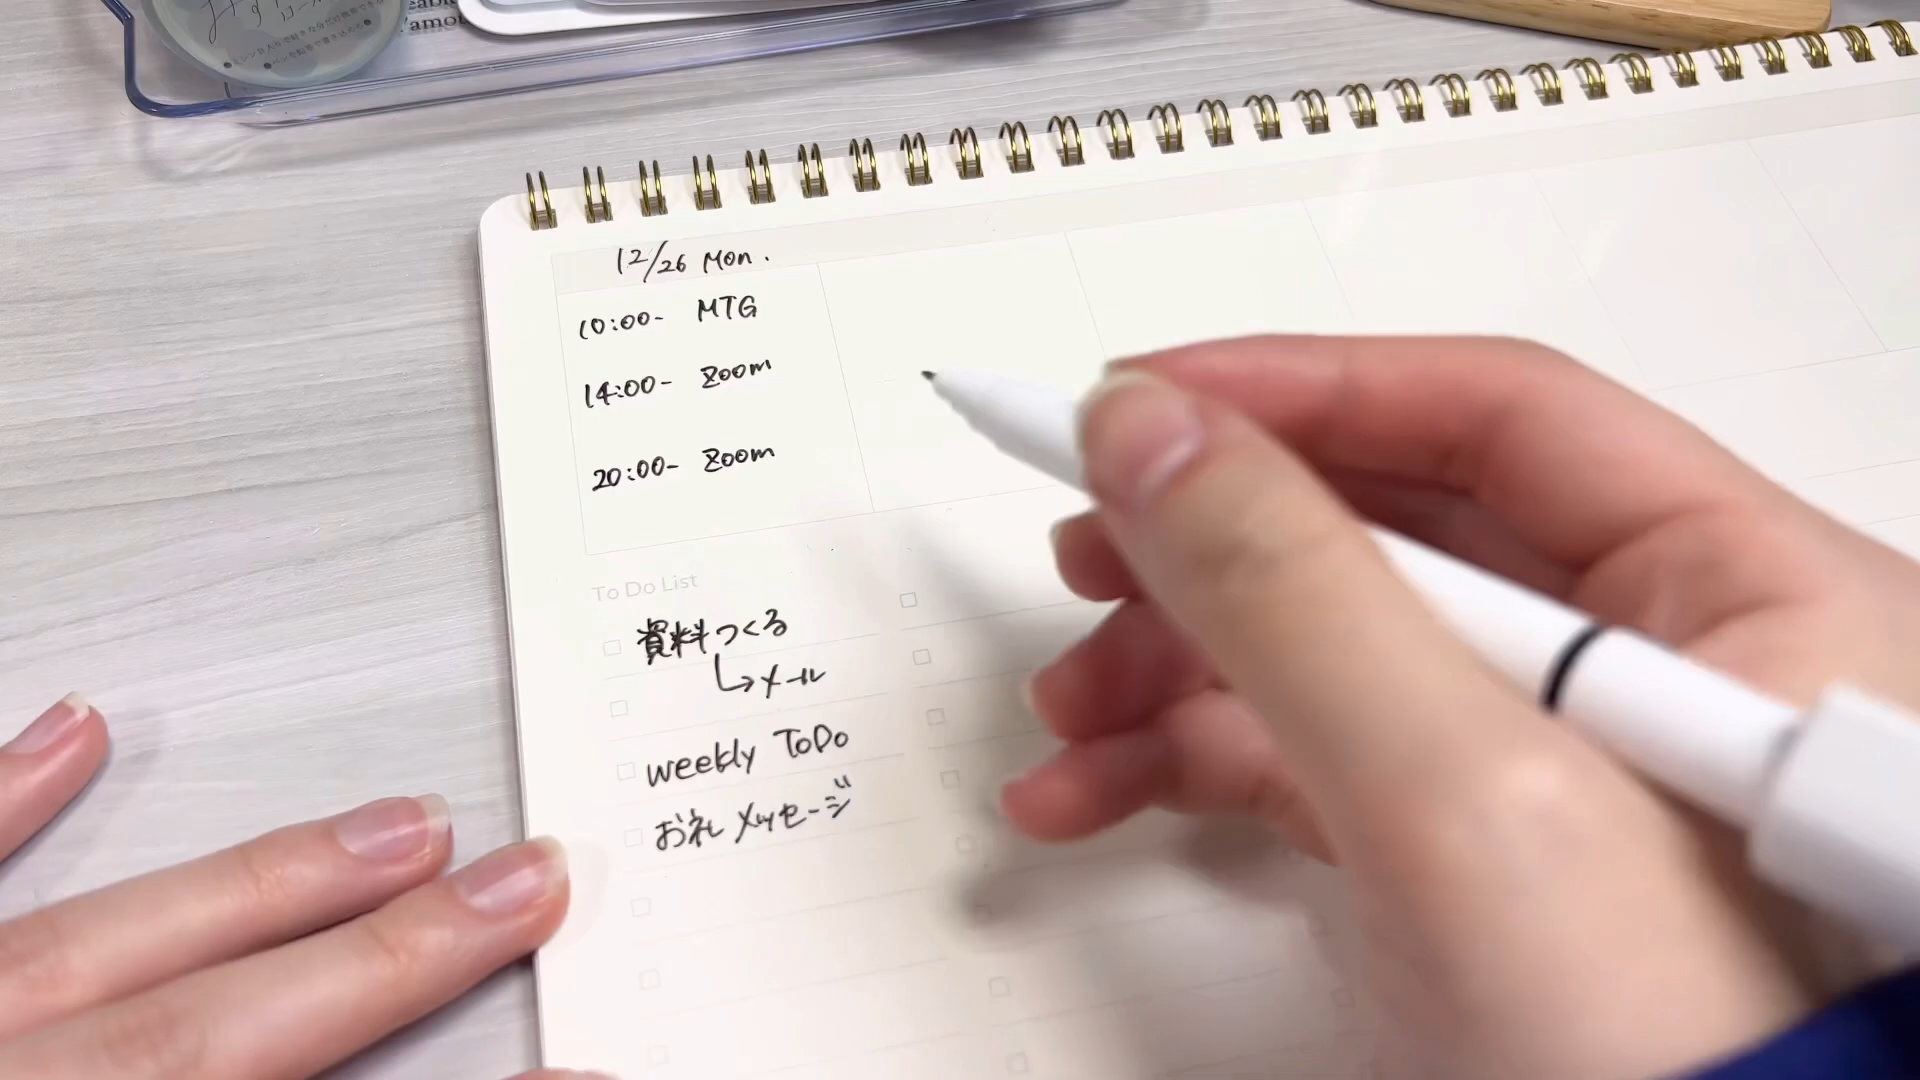 12/26 Mon.
10:00- MTG
14:00- Zoom
20:00- Zoom
To Do List
資料つくる
↳メール
weekly ToDo
お礼メッセージ